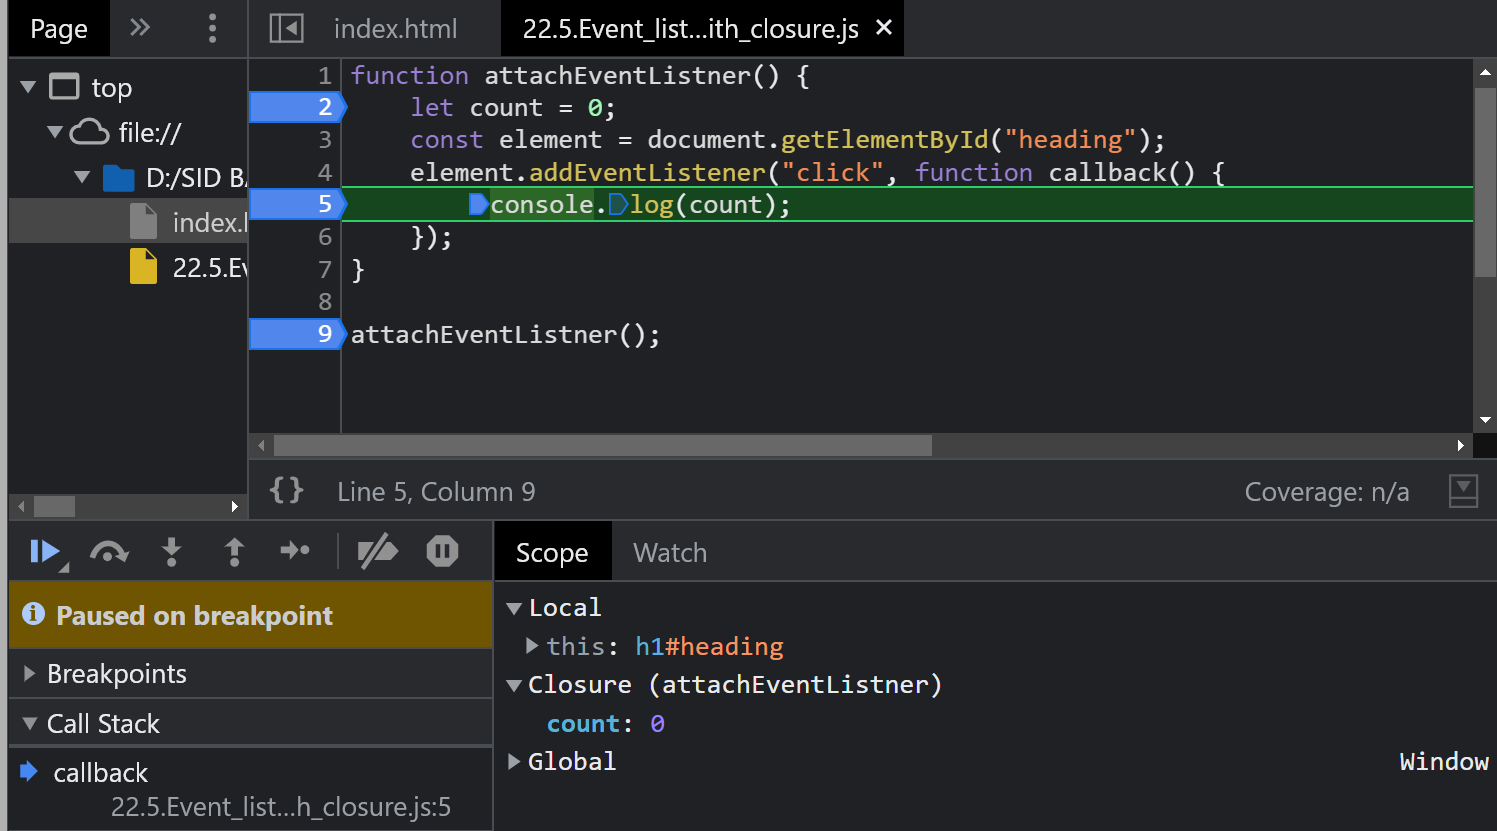 Page
index.html
22.5.Event_list...ith_closure.js
top
file://
D:/SID BA
index.h
22.5.Ev
1 function attachEventListner() {
2 let count = 0;
3 const element = document.getElementById("heading");
4 element.addEventListener("click", function callback() {
5 console.log(count);
6 });
7 }
8
9 attachEventListner();
{} Line 5, Column 9
Coverage: n/a
Paused on breakpoint
Breakpoints
Call Stack
callback
22.5.Event_list...h_closure.js:5
Scope Watch
Local
this: h1#heading
Closure (attachEventListner)
count: 0
Global Window